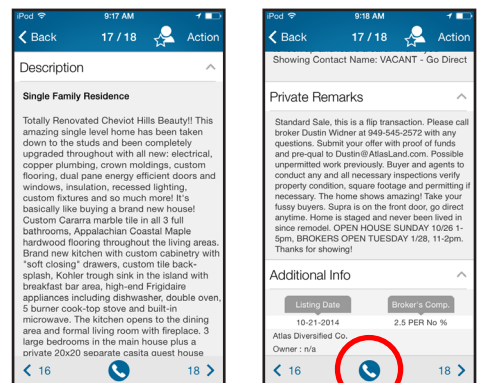 iPod 9:17 AM
Back 17 / 18 Action
Description
Single Family Residence
Totally Renovated Cheviot Hills Beauty!! This
amazing single level home has been taken
down to the studs and been completely
upgraded throughout with all new: electrical,
copper plumbing, crown moldings, custom
flooring, dual pane energy efficient doors and
windows, insulation, recessed lighting,
custom fixtures and so much more! It's
basically like buying a brand new house!
Custom Cararra marble tile in all 3 full
bathrooms, Appalachian Coastal Maple
hardwood flooring throughout the living areas.
Brand new kitchen with custom cabinetry with
"soft closing" drawers, custom tile back-
splash, Kohler trough sink in the island with
breakfast bar area, high-end Frigidaire
appliances including dishwasher, double oven,
5 burner cook-top stove and built-in
microwave. The kitchen opens to the dining
area and formal living room with fireplace. 3
large bedrooms in the main house plus a
private 20x20 separate casita guest house
16 18
iPod 9:18 AM
Back 17 / 18 Action
Showing Contact Name: VACANT - Go Direct
Private Remarks
Standard Sale, this is a flip transaction. Please call
broker Dustin Widner at 949-545-2572 with any
questions. Submit your offer with proof of funds
and pre-qual to Dustin@AtlasLand.com. Possible
unpermitted work previously. Buyer and agents to
conduct any and all necessary inspections verify
property condition, square footage and permitting if
necessary. The home shows amazing! Take your
fussy buyers. Supra is on the front door, go direct
anytime. Home is staged and never been lived in
since remodel. OPEN HOUSE SUNDAY 10/26 1-
5pm, BROKERS OPEN TUESDAY 1/28, 11-2pm.
Thanks for showing!
Additional Info
Listing Date Broker's Comp.
10-21-2014 2.5 PER No %
Atlas Diversified Co.
Owner : n/a
16 18